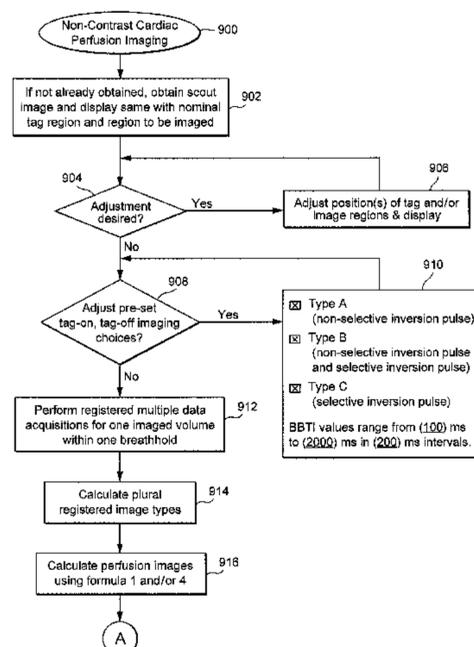 Non-Contrast Cardiac
Perfusion Imaging
900
If not already obtained, obtain scout
image and display same with nominal
tag region and region to be imaged
902
904
Adjustment
desired?
Yes
906
Adjust position(s) of tag and/or
image regions & display
No
908
Adjust pre-set
tag-on, tag-off imaging
choices?
Yes
910
☒ Type A
(non-selective inversion pulse)
☒ Type B
(non-selective inversion pulse
and selective inversion pulse)
☒ Type C
(selective inversion pulse)
BBTI values range from (100) ms
to (2000) ms in (200) ms intervals.
No
Perform registered multiple data
acquisitions for one imaged volume
within one breathhold
912
Calculate plural
registered image types
914
Calculate perfusion images
using formula 1 and/or 4
916
A